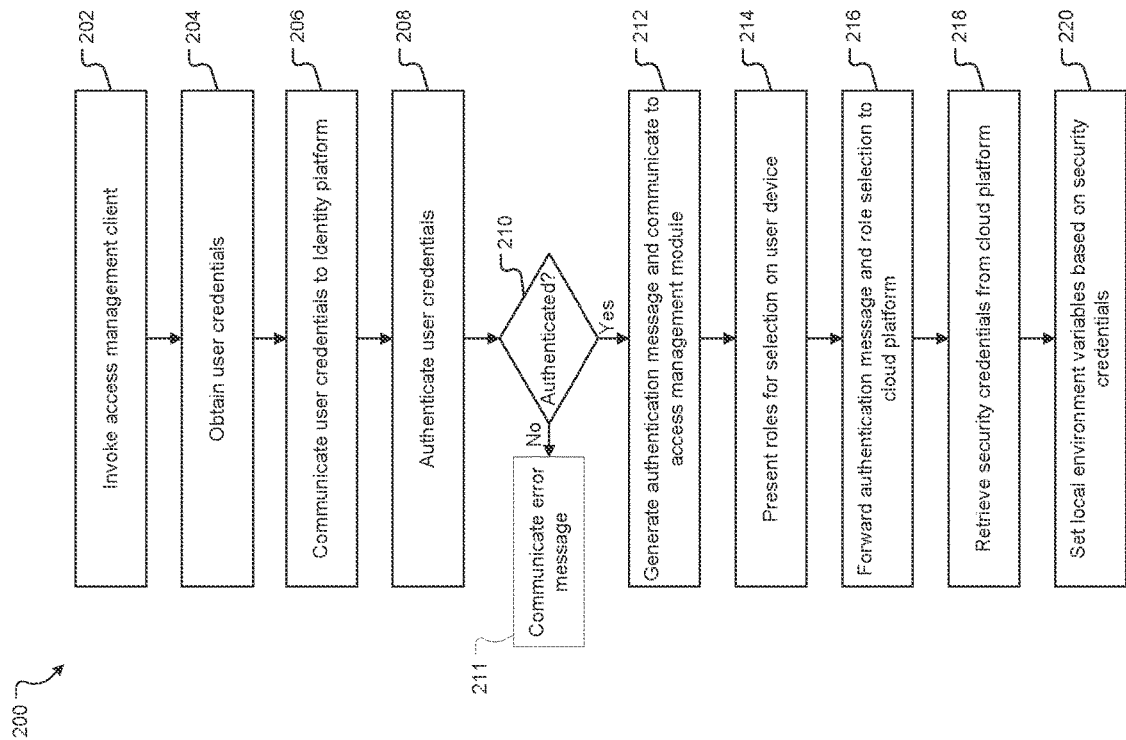 200
Invoke access management client
202
Obtain user credentials
204
Communicate user credentials to Identity platform
206
Authenticate user credentials
208
Authenticated?
210
No
Yes
Communicate error
message
211
Generate authentication message and communicate to
access management module
212
Present roles for selection on user device
214
Forward authentication message and role selection to
cloud platform
216
Retrieve security credentials from cloud platform
218
Set local environment variables based on security
credentials
220